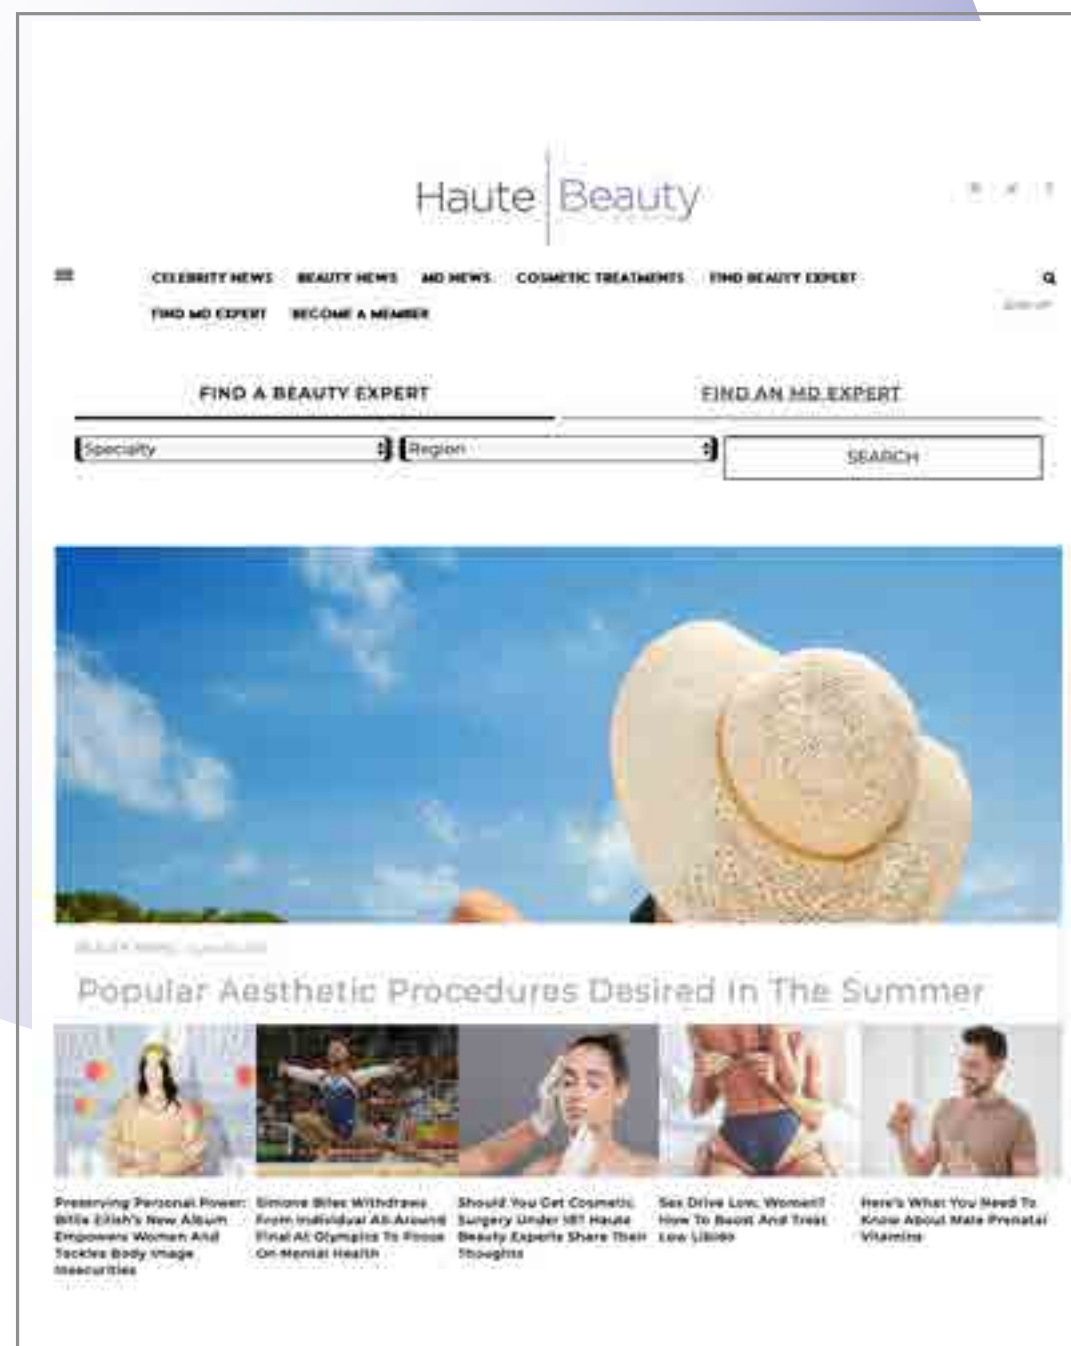 Haute Beauty
CELEBRITY NEWS BEAUTY NEWS MD NEWS COSMETIC TREATMENTS FIND BEAUTY EXPERT
SIGN UP
FIND MD EXPERT BECOME A MEMBER
FIND A BEAUTY EXPERT FIND AN MD EXPERT
Specialty Region SEARCH
BEAUTY NEWS
Popular Aesthetic Procedures Desired In The Summer
Preserving Personal Power:
Billie Eilish's New Album
Empowers Women And
Tackles Body Image
Insecurities
Simone Biles Withdraws
From Individual All-Around
Final At Olympics To Focus
On Mental Health
Should You Get Cosmetic
Surgery Under 18? Haute
Beauty Experts Share Their
Thoughts
Sex Drive Low, Women?
How To Boost And Treat
Low Libido
Here's What You Need To
Know About Male Prenatal
Vitamins